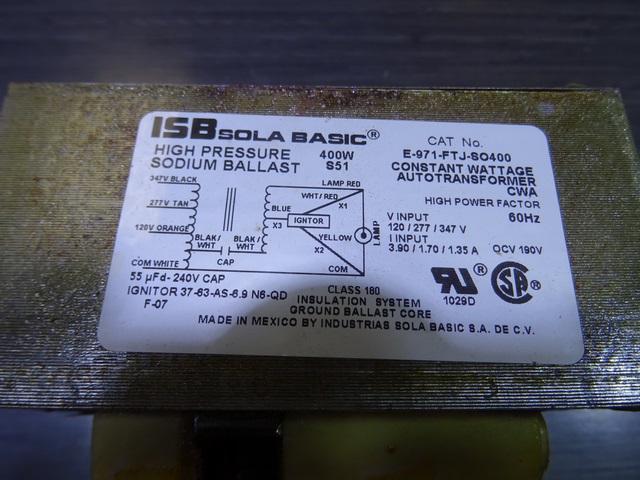 ISB SOLA BASIC®
HIGH PRESSURE 400W
SODIUM BALLAST S51
CAT No.
E-971-FTJ-SO400
CONSTANT WATTAGE
AUTOTRANSFORMER
CWA
HIGH POWER FACTOR
60Hz
V INPUT
120 / 277 / 347 V
I INPUT
3.90 / 1.70 / 1.35 A OCV 190V
347V BLACK
277V TAN
120V ORANGE
COM WHITE
BLAK/
WHT
BLAK/
WHT
CAP
BLUE
X3
LAMP RED
WHT/RED
X1
IGNTOR
YELLOW
X2
COM
LAMP
55 µFd- 240V CAP
IGNITOR 37-63-AS-6.9 N6-QD
F-07
CLASS 180
INSULATION SYSTEM
GROUND BALLAST CORE
MADE IN MEXICO BY INDUSTRIAS SOLA BASIC S.A. DE C.V.
RU®
1029D
SA®